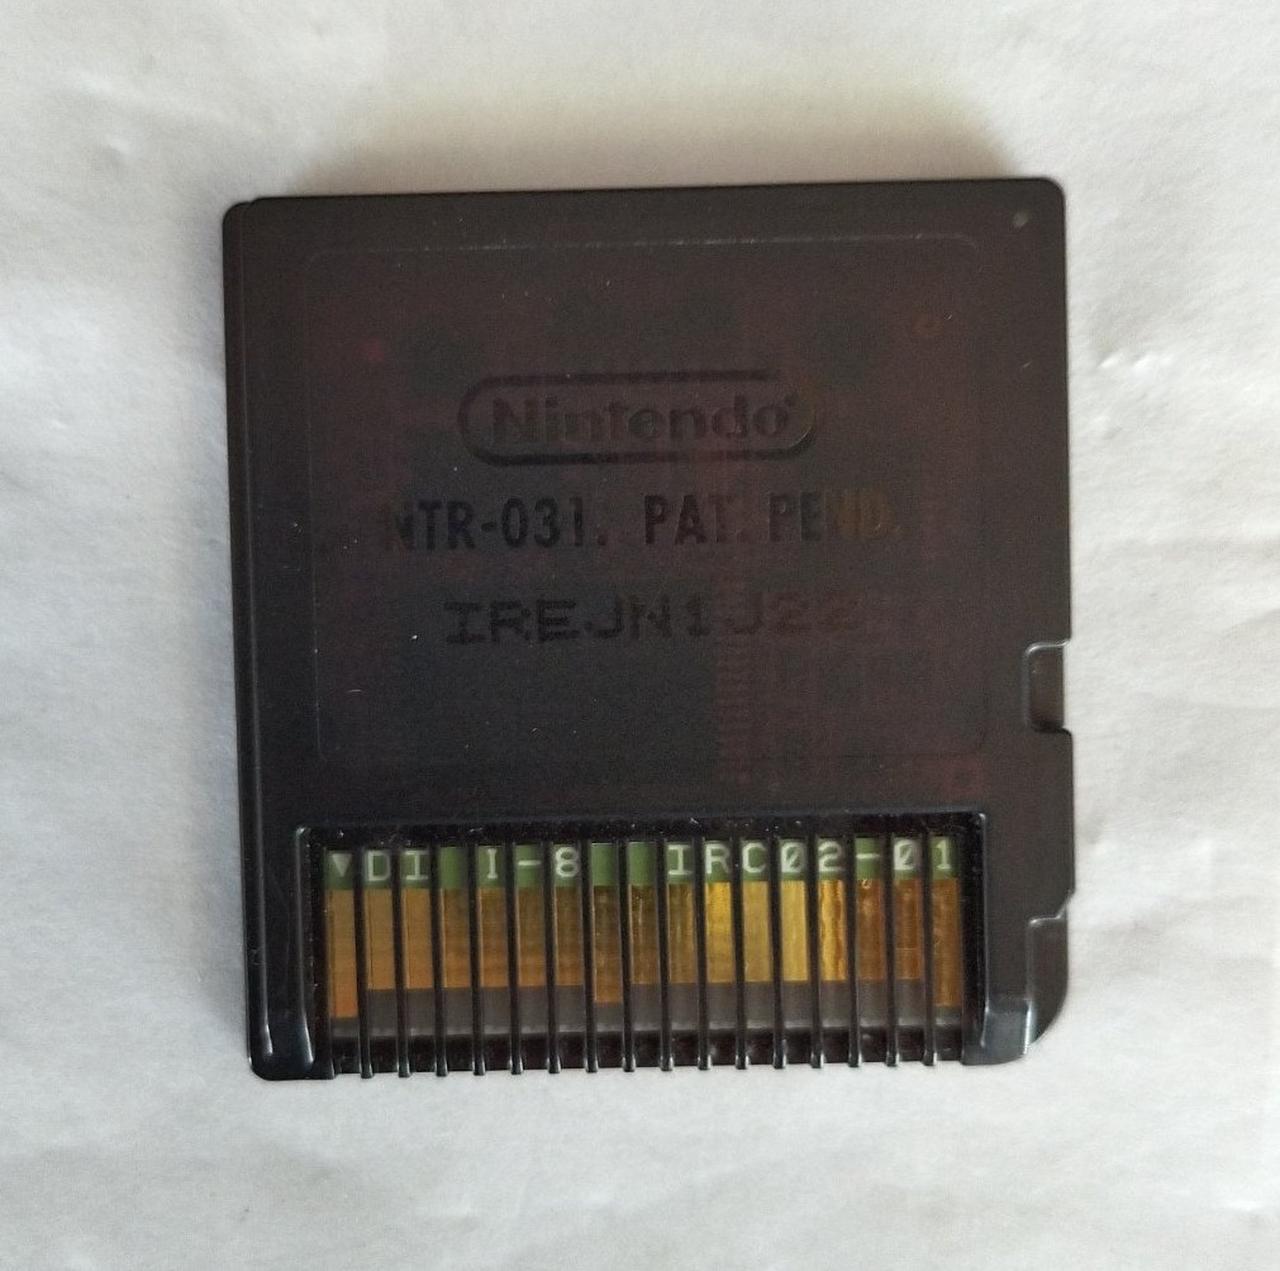 Nintendo
NTR-031. PAT. PEND.
IREJN1J22
▼DI I-8 IRC02-01